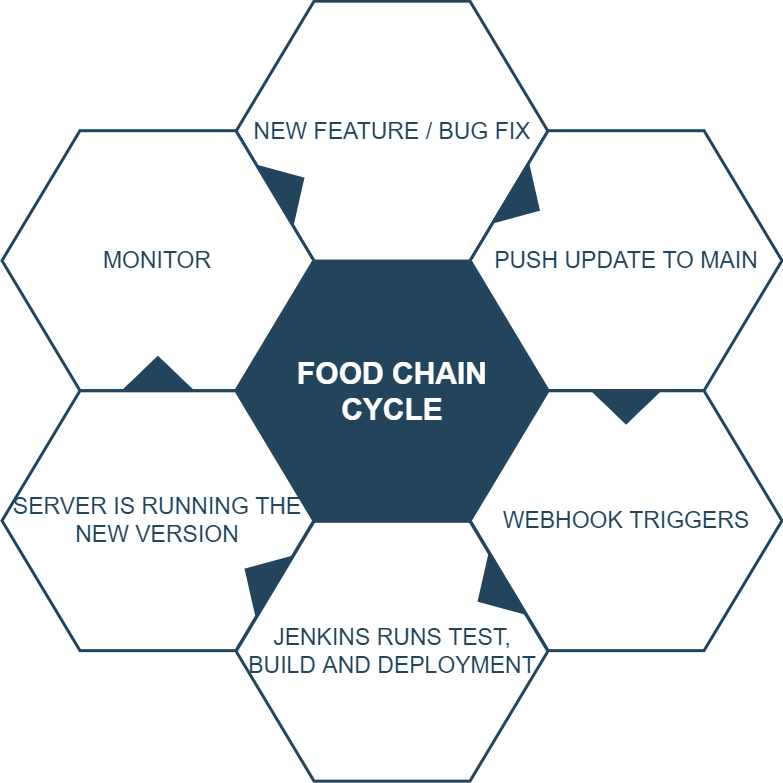 NEW FEATURE / BUG FIX
PUSH UPDATE TO MAIN
WEBHOOK TRIGGERS
JENKINS RUNS TEST,
BUILD AND DEPLOYMENT
SERVER IS RUNNING THE
NEW VERSION
MONITOR
FOOD CHAIN
CYCLE